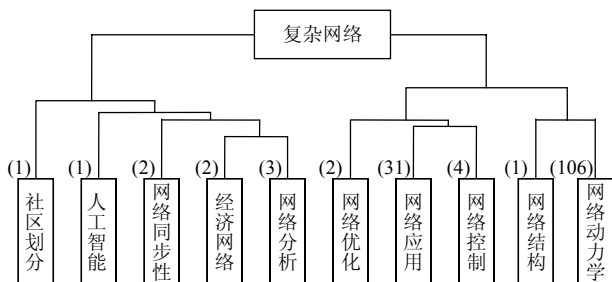 复杂网络
(1) (1) (2) (2) (3) (2) (31) (4) (1) (106)
社区划分
人工智能
网络同步性
经济网络
网络分析
网络优化
网络应用
网络控制
网络结构
网络动力学